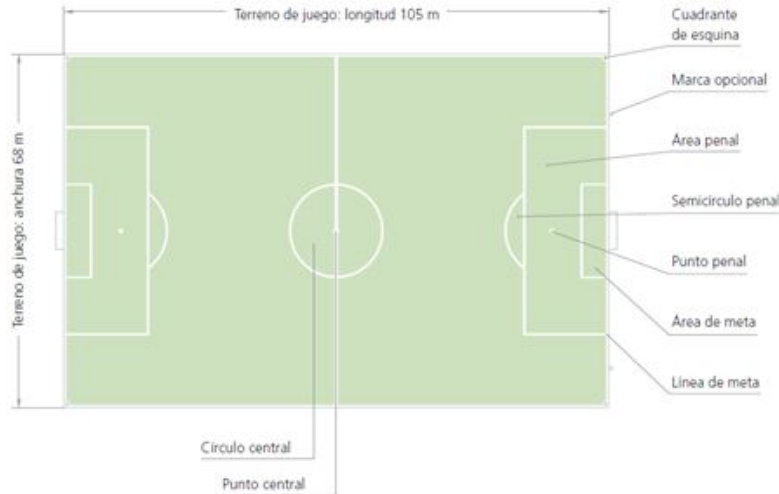 Terreno de juego: longitud 105 m
Cuadrante
de esquina
Marca opcional
Área penal
Terreno de juego: anchura 68 m
Semicírculo penal
Punto penal
Área de meta
Línea de meta
Círculo central
Punto central